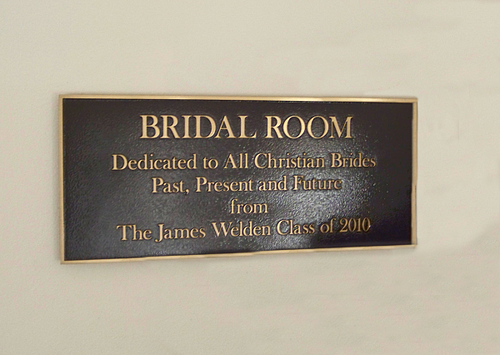 BRIDAL ROOM
Dedicated to All Christian Brides
Past, Present and Future
from
The James Welden Class of 2010